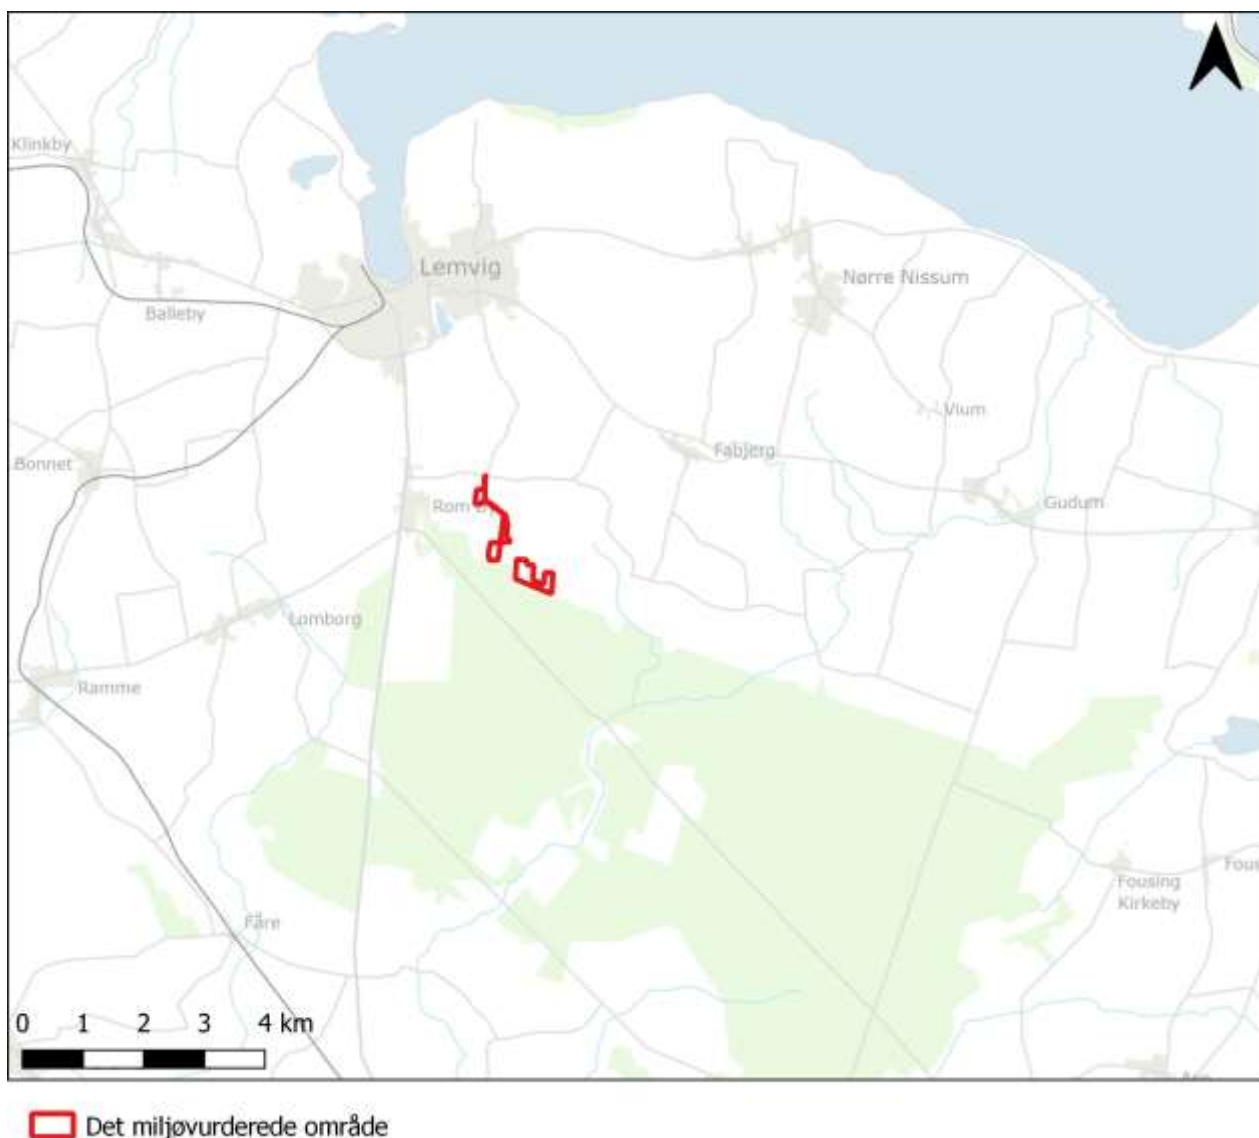 Klinkby
Lemvig
Nørre Nissum
Balleby
Vium
Fabjerg
Bonnet
Gudum
Rom
Lomborg
Ramme
Fousing
Kirkeby
Fåre
0 1 2 3 4 km
Det miljøvurderede område